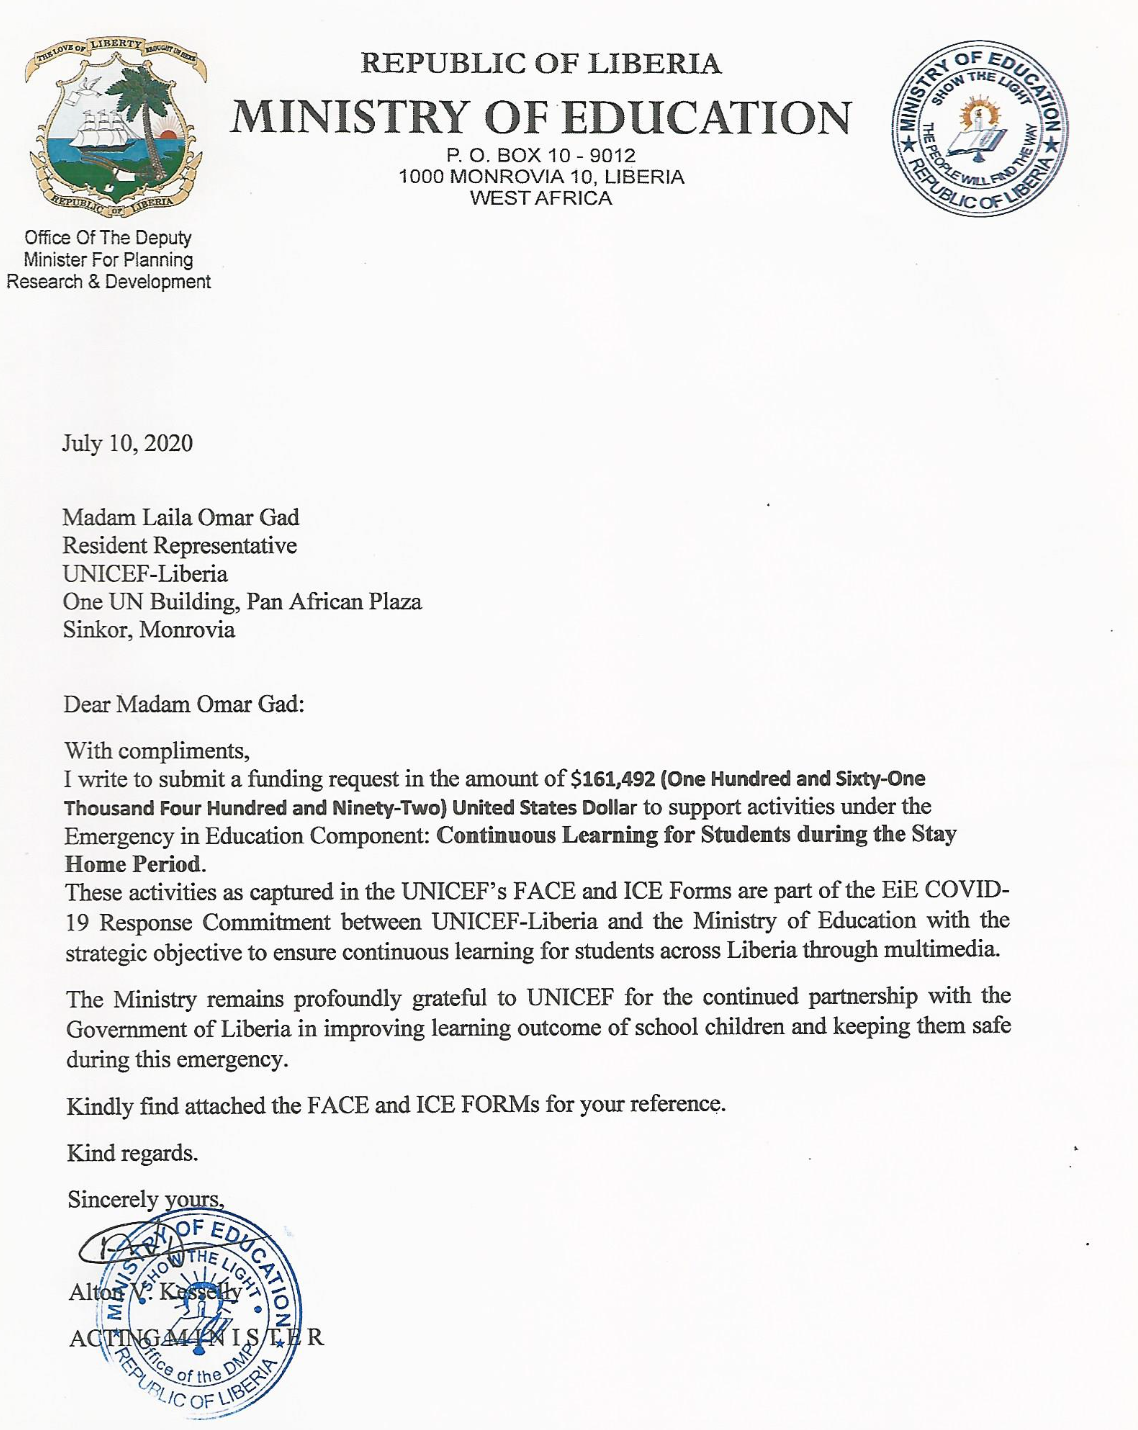 THE LOVE OF LIBERTY BROUGHT US HERE
REPUBLIC OF LIBERIA
Office Of The Deputy
Minister For Planning
Research & Development
REPUBLIC OF LIBERIA
MINISTRY OF EDUCATION
P. O. BOX 10 - 9012
1000 MONROVIA 10, LIBERIA
WEST AFRICA
MINISTRY OF EDUCATION
SHOW THE LIGHT
THE PEOPLE WILL FIND THE WAY
REPUBLIC OF LIBERIA
July 10, 2020
Madam Laila Omar Gad
Resident Representative
UNICEF-Liberia
One UN Building, Pan African Plaza
Sinkor, Monrovia
Dear Madam Omar Gad:
With compliments,
I write to submit a funding request in the amount of $161,492 (One Hundred and Sixty-One
Thousand Four Hundred and Ninety-Two) United States Dollar to support activities under the
Emergency in Education Component: Continuous Learning for Students during the Stay
Home Period.
These activities as captured in the UNICEF’s FACE and ICE Forms are part of the EiE COVID-
19 Response Commitment between UNICEF-Liberia and the Ministry of Education with the
strategic objective to ensure continuous learning for students across Liberia through multimedia.
The Ministry remains profoundly grateful to UNICEF for the continued partnership with the
Government of Liberia in improving learning outcome of school children and keeping them safe
during this emergency.
Kindly find attached the FACE and ICE FORMs for your reference.
Kind regards.
Sincerely yours,
Alton V. Kesselly
ACTING M I N I S T E R
MINISTRY OF EDUCATION
SHOW THE LIGHT
Office of the DMP
REPUBLIC OF LIBERIA